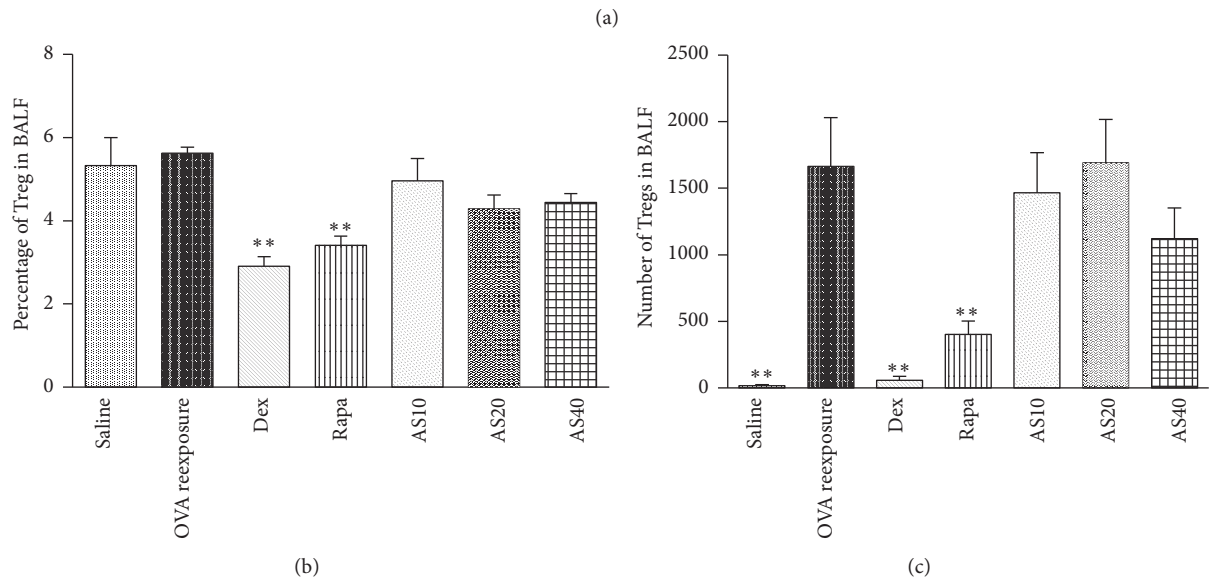 (a)
Percentage of Treg in BALF
8
6
4
2
0
**
**
Saline
OVA reexposure
Dex
Rapa
AS10
AS20
AS40
(b)
Number of Tregs in BALF
2500
2000
1500
1000
500
0
**
**
**
Saline
OVA reexposure
Dex
Rapa
AS10
AS20
AS40
(c)